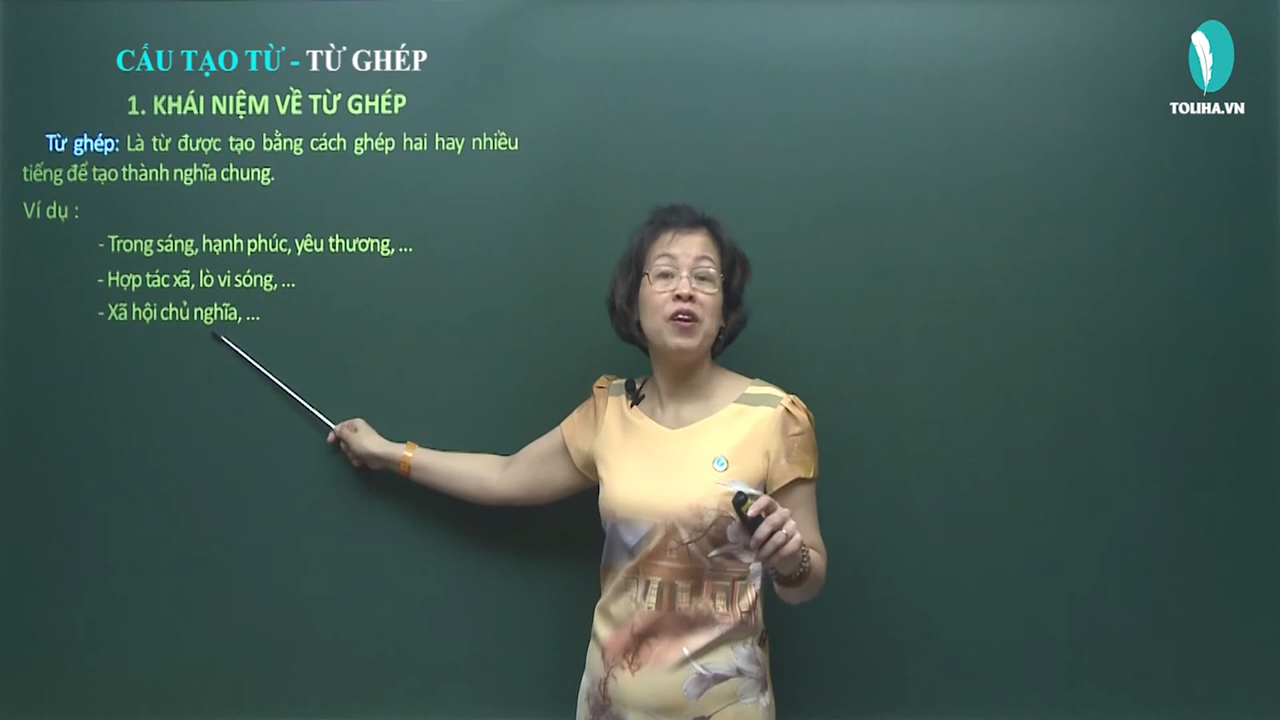 CẤU TẠO TỪ - TỪ GHÉP
1. KHÁI NIỆM VỀ TỪ GHÉP
Từ ghép: Là từ được tạo bằng cách ghép hai hay nhiều
tiếng để tạo thành nghĩa chung.
Ví dụ :
- Trong sáng, hạnh phúc, yêu thương, ...
- Hợp tác xã, lò vi sóng, ...
- Xã hội chủ nghĩa, ...
TOLIHA.VN